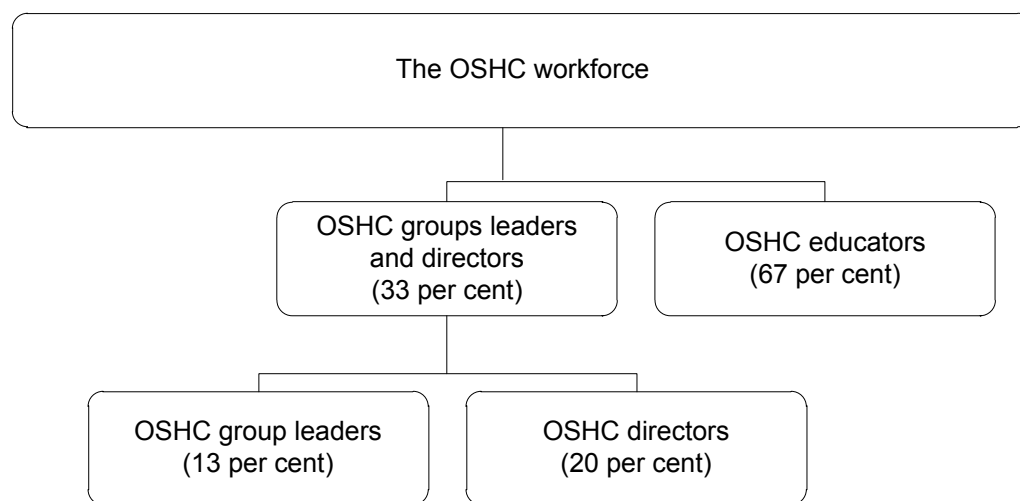 The OSHC workforce
OSHC groups leaders
and directors
(33 per cent)
OSHC educators
(67 per cent)
OSHC group leaders
(13 per cent)
OSHC directors
(20 per cent)